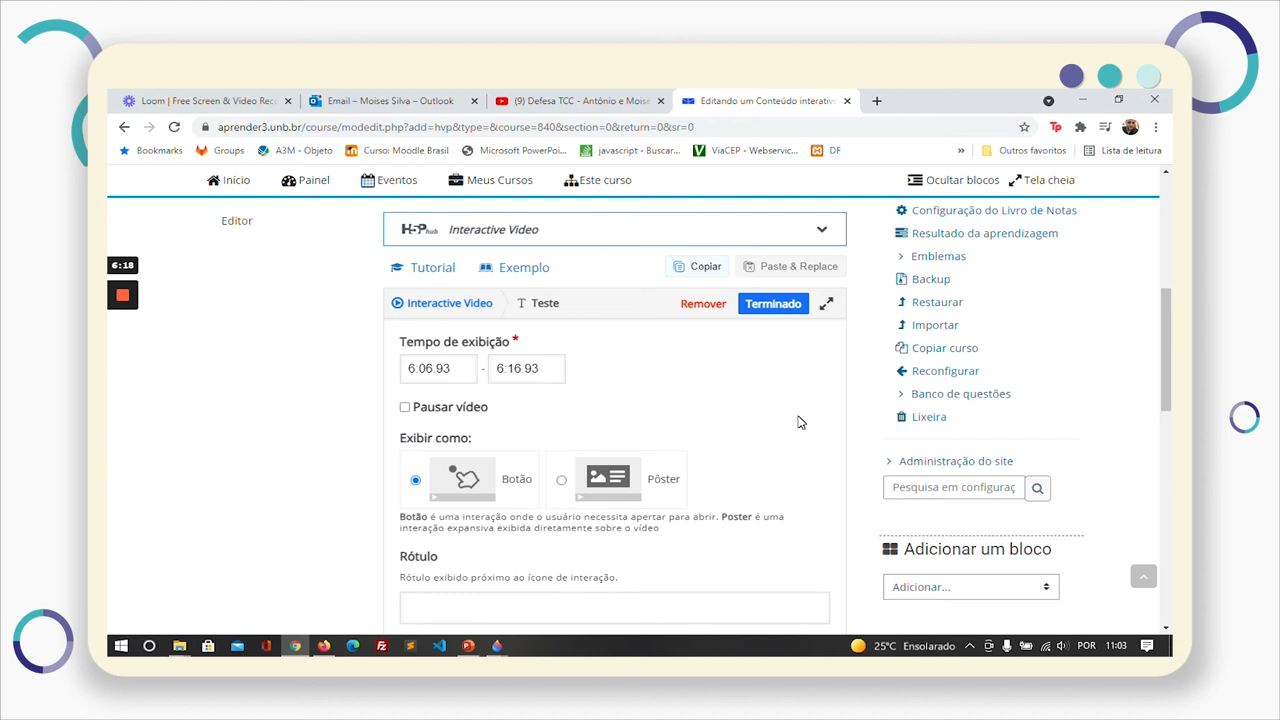 Loom | Free Screen & Video Rec
Email – Moises Silva – Outlook
(9) Defesa TCC - Antônio e Moise
Editando um Conteúdo interativ
aprender3.unb.br/course/modedit.php?add=hvp&type=&course=840&section=0&return=0&sr=0
Bookmarks
Groups
A3M - Objeto
Curso: Moodle Brasil
Microsoft PowerPoi...
javascript - Buscar...
ViaCEP - Webservic...
DF
»
Outros favoritos
Lista de leitura
Início
Painel
Eventos
Meus Cursos
Este curso
Ocultar blocos
Tela cheia
Editor
H5P hub Interactive Video
6:18
Tutorial
Exemplo
Copiar
Paste & Replace
Interactive Video
T Teste
Remover
Terminado
Tempo de exibição *
6:06.93 - 6:16.93
Pausar vídeo
Exibir como:
Botão
Pôster
Botão é uma interação onde o usuário necessita apertar para abrir. Poster é uma
interação expansiva exibida diretamente sobre o vídeo
Rótulo
Rótulo exibido próximo ao ícone de interação.
Configuração do Livro de Notas
Resultado da aprendizagem
Emblemas
Backup
Restaurar
Importar
Copiar curso
Reconfigurar
Banco de questões
Lixeira
Administração do site
Pesquisa em configuraç
Adicionar um bloco
Adicionar...
25°C Ensolarado
POR
11:03